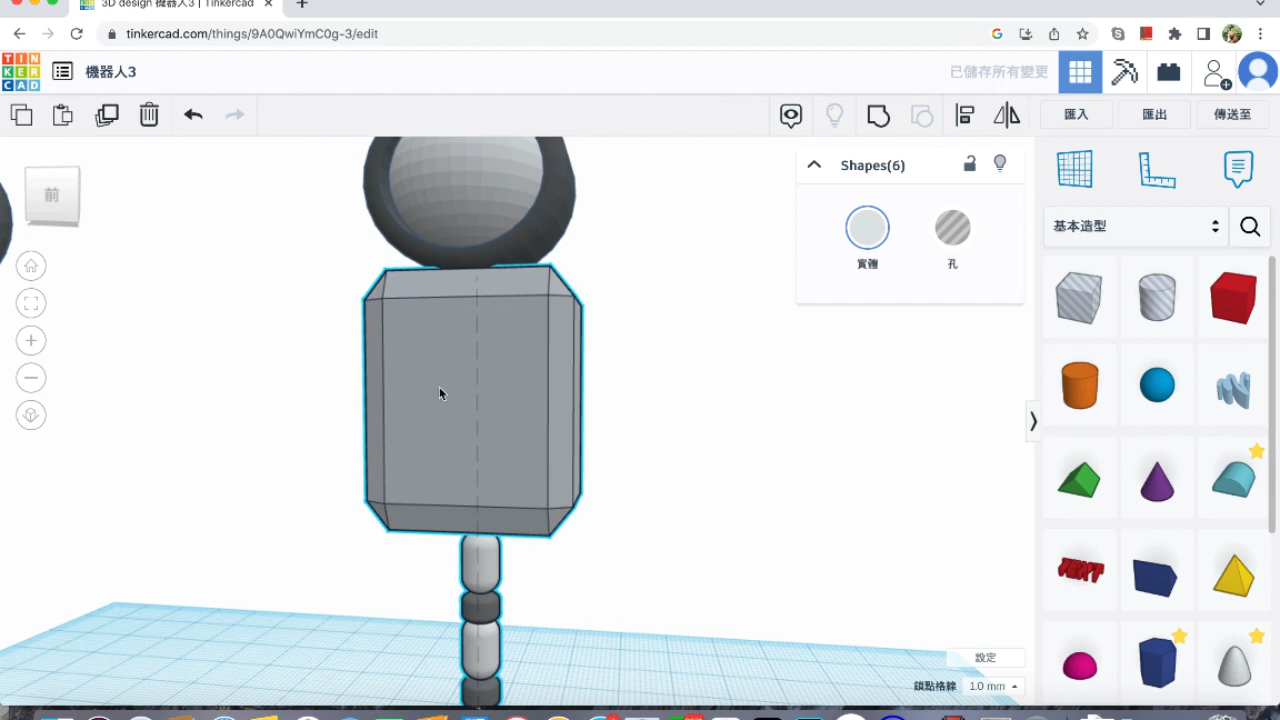 3D design 機器人3 | Tinkercad
tinkercad.com/things/9A0QwiYmC0g-3/edit
TIN
KER
CAD
機器人3
已儲存所有變更
匯入
匯出
傳送至
前
Shapes(6)
實體
孔
基本造型
TEXT
設定
鎖點格線 1.0 mm